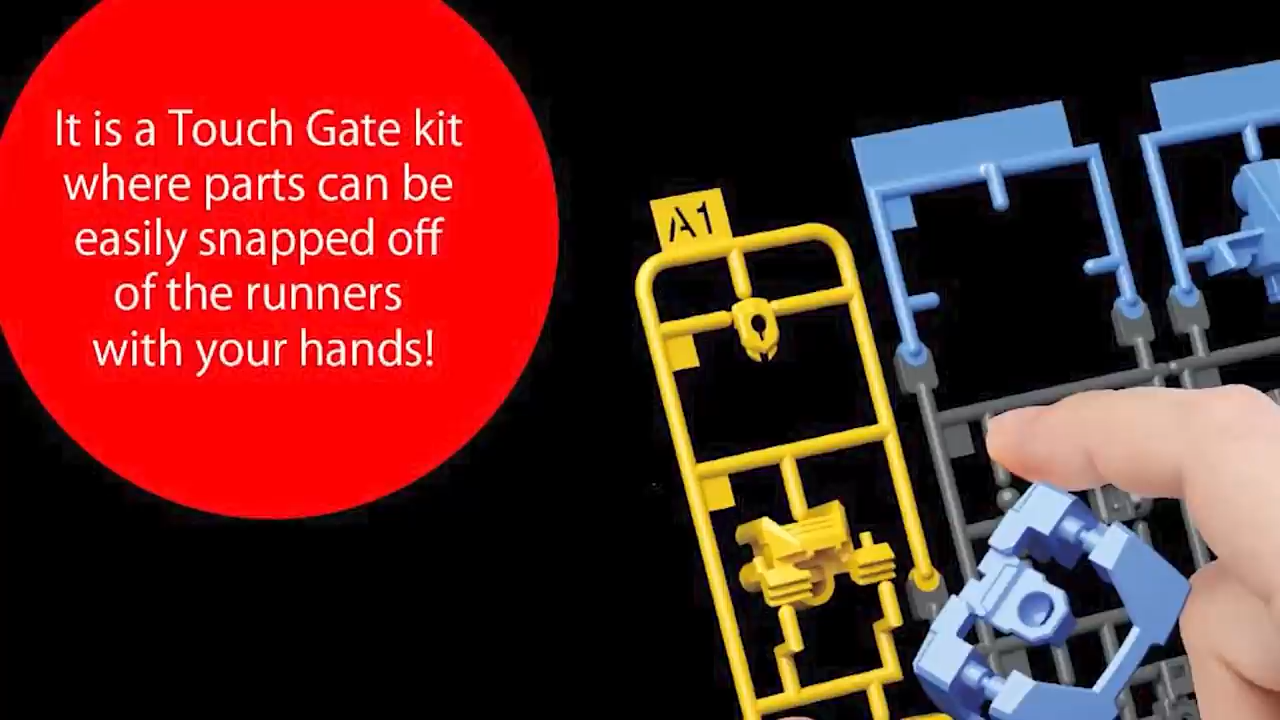 It is a Touch Gate kit
where parts can be
easily snapped off
of the runners
with your hands!
A1